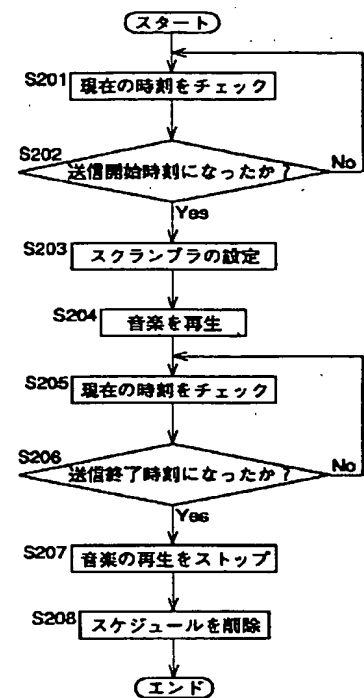 スタート
S201
現在の時刻をチェック
S202
送信開始時刻になったか?
No
Yes
S203
スクランブラの設定
S204
音楽を再生
S205
現在の時刻をチェック
S206
送信終了時刻になったか?
No
Yes
S207
音楽の再生をストップ
S208
スケジュールを削除
エンド